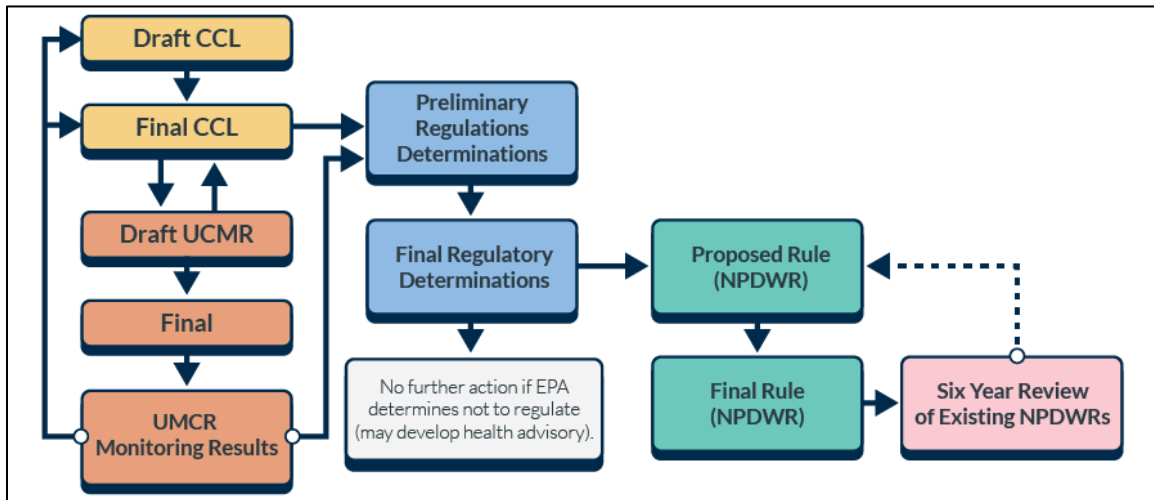 Draft CCL
Final CCL
Draft UCMR
Final
UMCR
Monitoring Results
Preliminary
Regulations
Determinations
Final Regulatory
Determinations
No further action if EPA
determines not to regulate
(may develop health advisory).
Proposed Rule
(NPDWR)
Final Rule
(NPDWR)
Six Year Review
of Existing NPDWRs